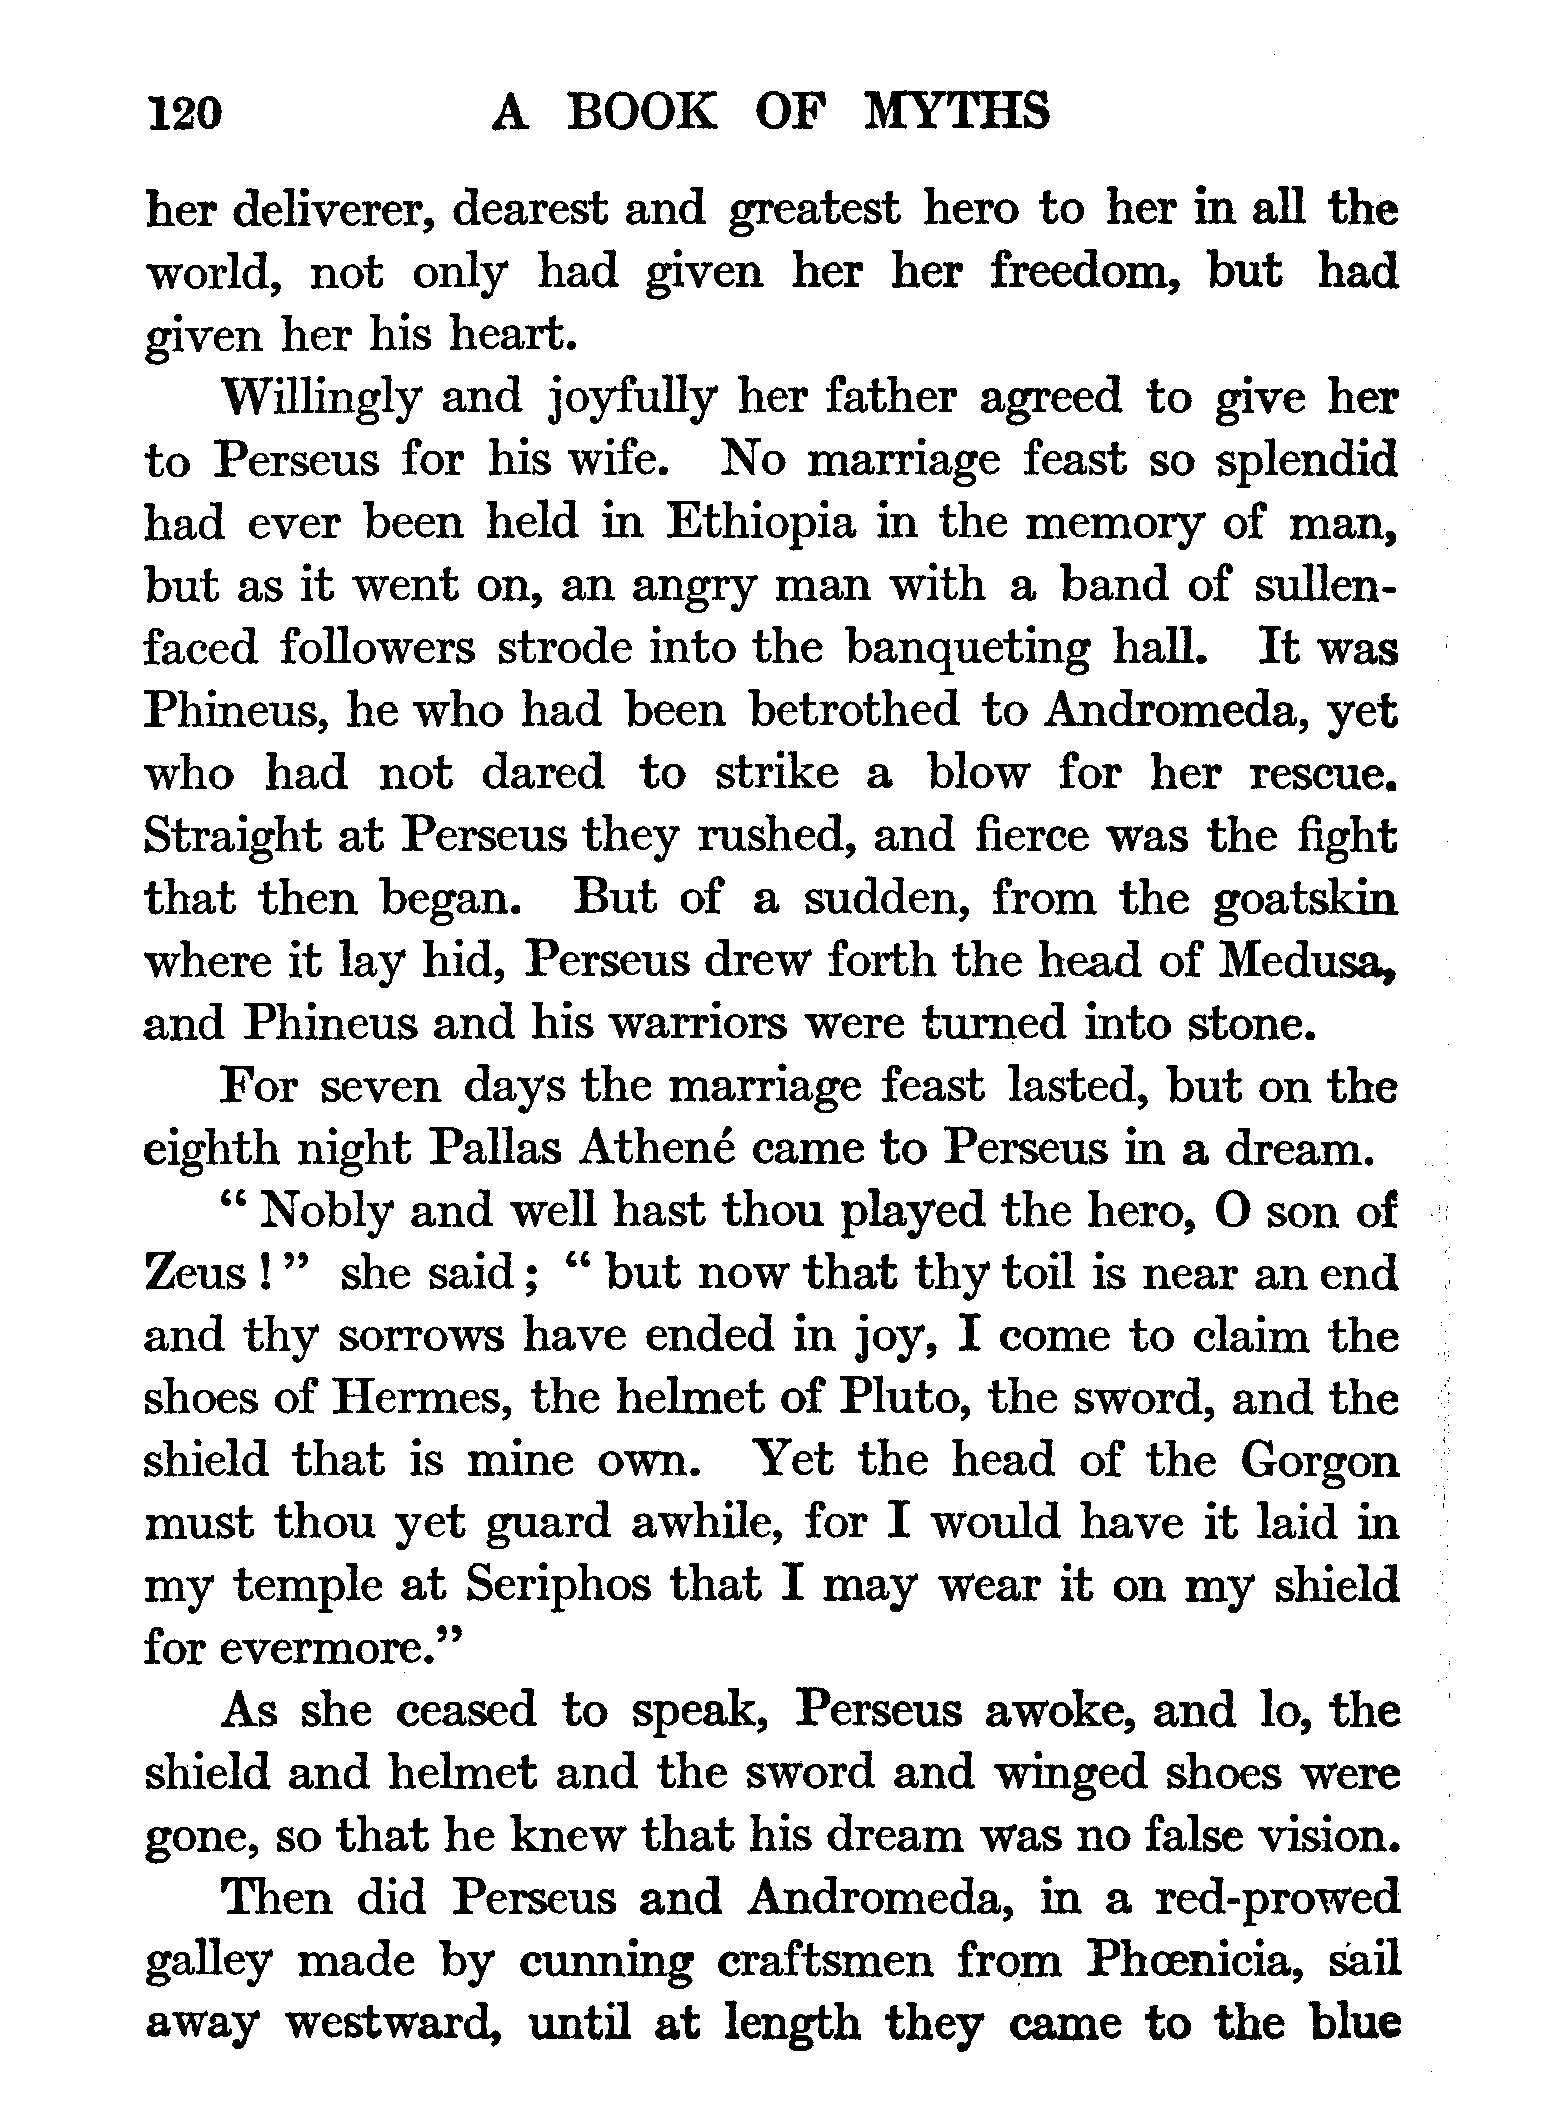 120 A BOOK OF MYTHS
her deliverer, dearest and greatest hero to her in all the
world, not only had given her her freedom, but had
given her his heart.
Willingly and joyfully her father agreed to give her
to Perseus for his wife. No marriage feast so splendid
had ever been held in Ethiopia in the memory of man,
but as it went on, an angry man with a band of sullen-
faced followers strode into the banqueting hall. It was
Phineus, he who had been betrothed to Andromeda, yet
who had not dared to strike a blow for her rescue.
Straight at Perseus they rushed, and fierce was the fight
that then began. But of a sudden, from the goatskin
where it lay hid, Perseus drew forth the head of Medusa,
and Phineus and his warriors were turned into stone.
For seven days the marriage feast lasted, but on the
eighth night Pallas Athené came to Perseus in a dream.
“ Nobly and well hast thou played the hero, O son of
Zeus ! ” she said ; “ but now that thy toil is near an end
and thy sorrows have ended in joy, I come to claim the
shoes of Hermes, the helmet of Pluto, the sword, and the
shield that is mine own. Yet the head of the Gorgon
must thou yet guard awhile, for I would have it laid in
my temple at Seriphos that I may wear it on my shield
for evermore.”
As she ceased to speak, Perseus awoke, and lo, the
shield and helmet and the sword and winged shoes were
gone, so that he knew that his dream was no false vision.
Then did Perseus and Andromeda, in a red-prowed
galley made by cunning craftsmen from Phœnicia, sail
away westward, until at length they came to the blue